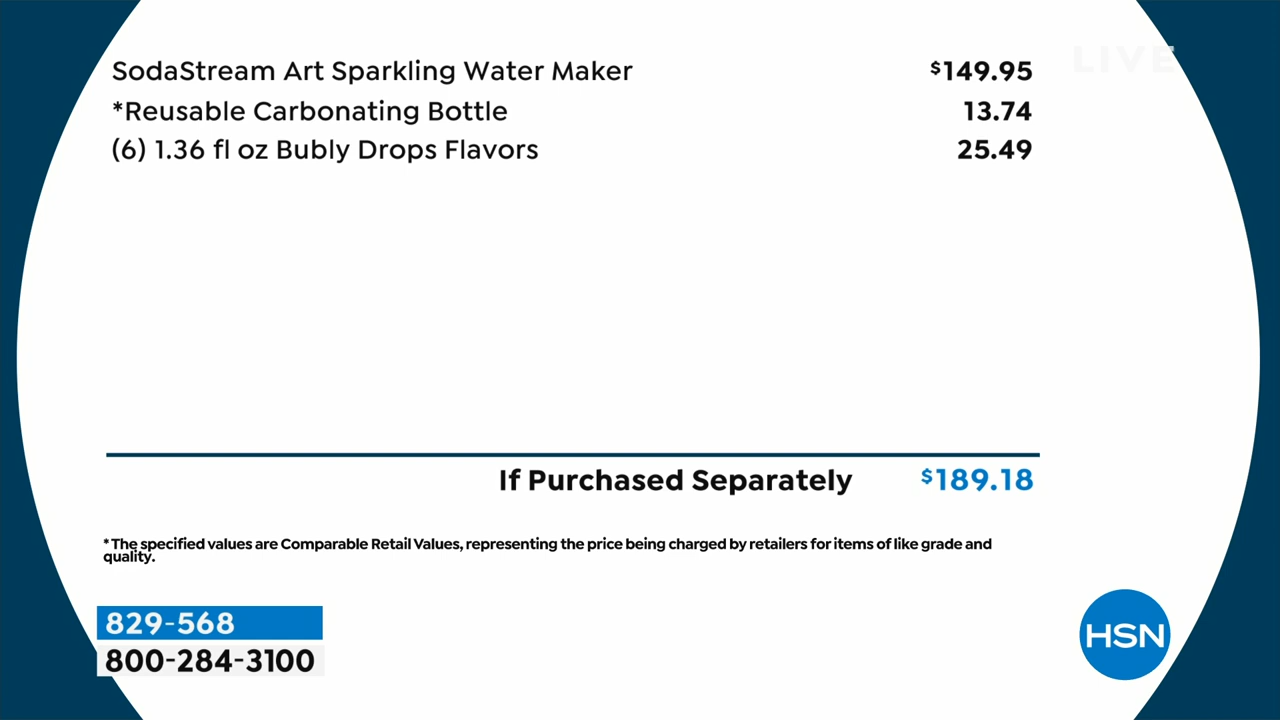 LIVE
SodaStream Art Sparkling Water Maker $149.95
*Reusable Carbonating Bottle 13.74
(6) 1.36 fl oz Bubly Drops Flavors 25.49
If Purchased Separately $189.18
*The specified values are Comparable Retail Values, representing the price being charged by retailers for items of like grade and
quality.
829-568
800-284-3100
HSN